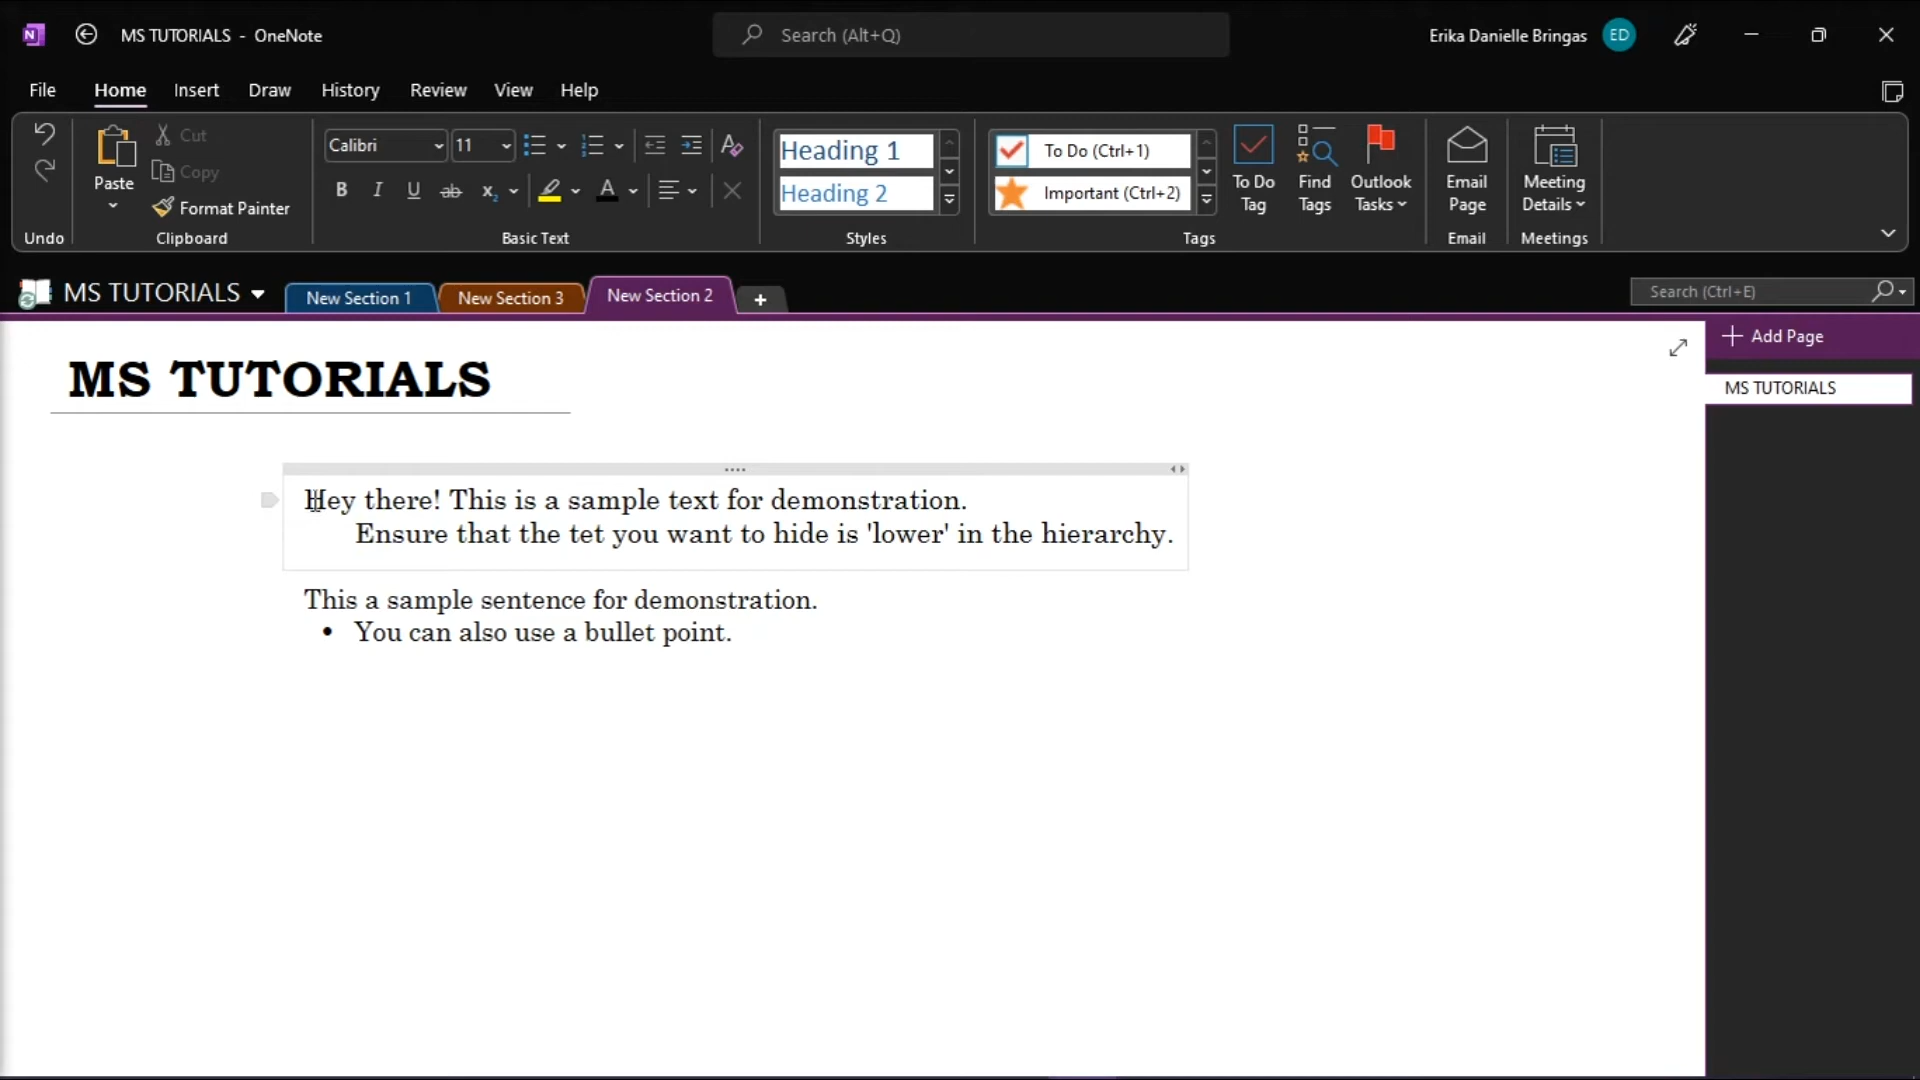 N MS TUTORIALS - OneNote
Search (Alt+Q)
Erika Danielle Bringas ED
File Home Insert Draw History Review View Help
Undo
Paste
Cut
Copy
Format Painter
Clipboard
Calibri 11
B I U ab x₂ A
Basic Text
Heading 1
Heading 2
Styles
To Do (Ctrl+1)
Important (Ctrl+2)
To Do
Tag
Find
Tags
Outlook
Tasks
Tags
Email
Page
Email
Meeting
Details
Meetings
MS TUTORIALS
New Section 1
New Section 3
New Section 2
+
Search (Ctrl+E)
Add Page
MS TUTORIALS
MS TUTORIALS
Hey there! This is a sample text for demonstration.
Ensure that the tet you want to hide is 'lower' in the hierarchy.
This a sample sentence for demonstration.
• You can also use a bullet point.